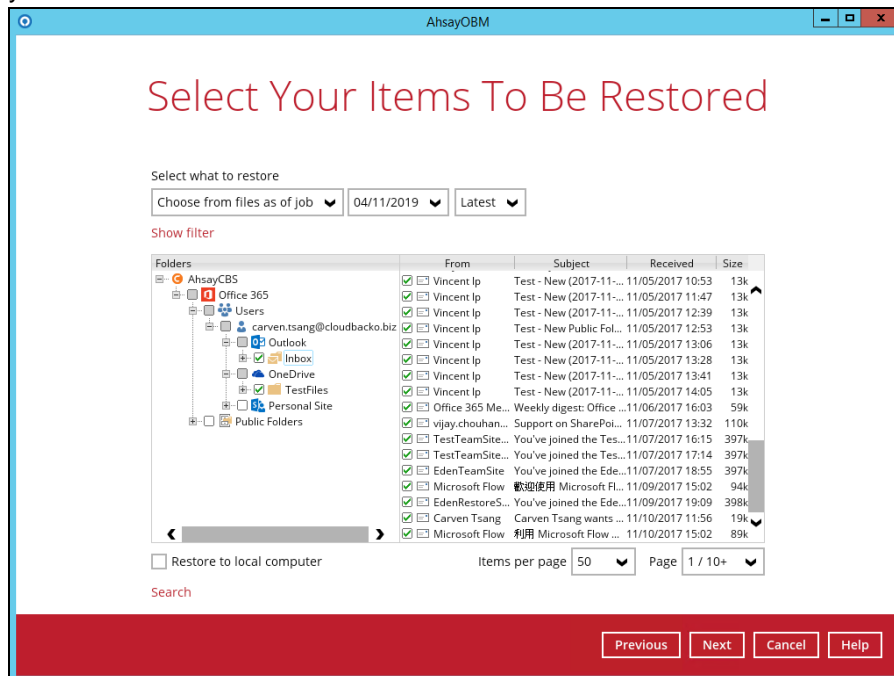 AhsayOBM
Select Your Items To Be Restored
Select what to restore
Choose from files as of job 04/11/2019 Latest
Show filter
Folders
AhsayCBS
Office 365
Users
carven.tsang@cloudbacko.biz
Outlook
Inbox
OneDrive
TestFiles
Personal Site
Public Folders
From Subject Received Size
Vincent Ip Test - New (2017-11-... 11/05/2017 10:53 13k
Vincent Ip Test - New (2017-11-... 11/05/2017 11:47 13k
Vincent Ip Test - New (2017-11-... 11/05/2017 12:39 13k
Vincent Ip Test - New Public Fol... 11/05/2017 12:53 13k
Vincent Ip Test - New (2017-11-... 11/05/2017 13:06 13k
Vincent Ip Test - New (2017-11-... 11/05/2017 13:28 13k
Vincent Ip Test - New (2017-11-... 11/05/2017 13:41 13k
Vincent Ip Test - New (2017-11-... 11/05/2017 14:05 13k
Office 365 Me... Weekly digest: Office ... 11/06/2017 16:03 59k
vijay.chouhan... Support on SharePoi... 11/07/2017 13:32 110k
TestTeamSite... You've joined the Tes... 11/07/2017 16:15 397k
TestTeamSite... You've joined the Tes... 11/07/2017 17:14 397k
EdenTeamSite You've joined the Ede... 11/07/2017 18:55 397k
Microsoft Flow 歡迎使用 Microsoft Fl... 11/09/2017 15:02 94k
EdenRestoreS... You've joined the Ede... 11/09/2017 19:09 398k
Carven Tsang Carven Tsang wants ... 11/10/2017 11:56 19k
Microsoft Flow 利用 Microsoft Flow ... 11/10/2017 15:02 89k
Restore to local computer
Items per page 50 Page 1 / 10+
Search
Previous Next Cancel Help